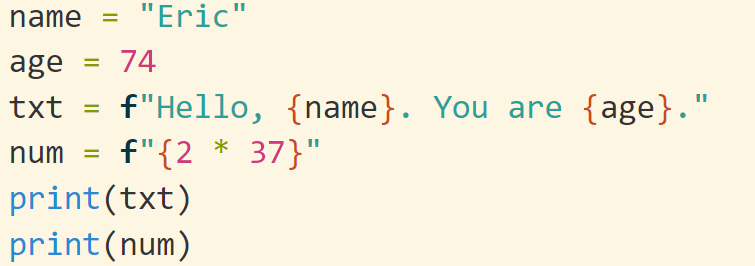 name = "Eric"
age = 74
txt = f"Hello, {name}. You are {age}."
num = f"{2 * 37}"
print(txt)
print(num)